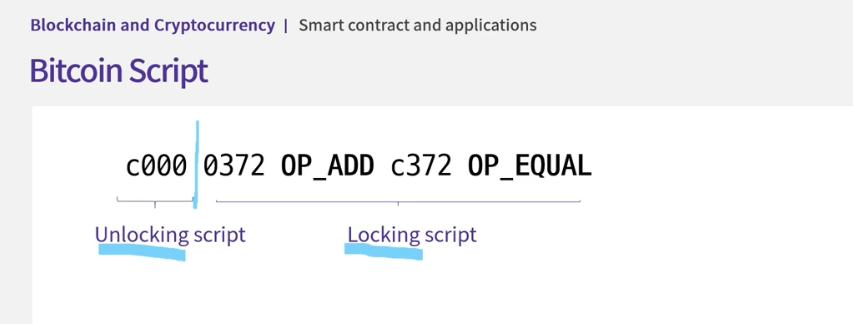 Blockchain and Cryptocurrency | Smart contract and applications
Bitcoin Script
c000 0372 OP_ADD c372 OP_EQUAL
Unlocking script Locking script